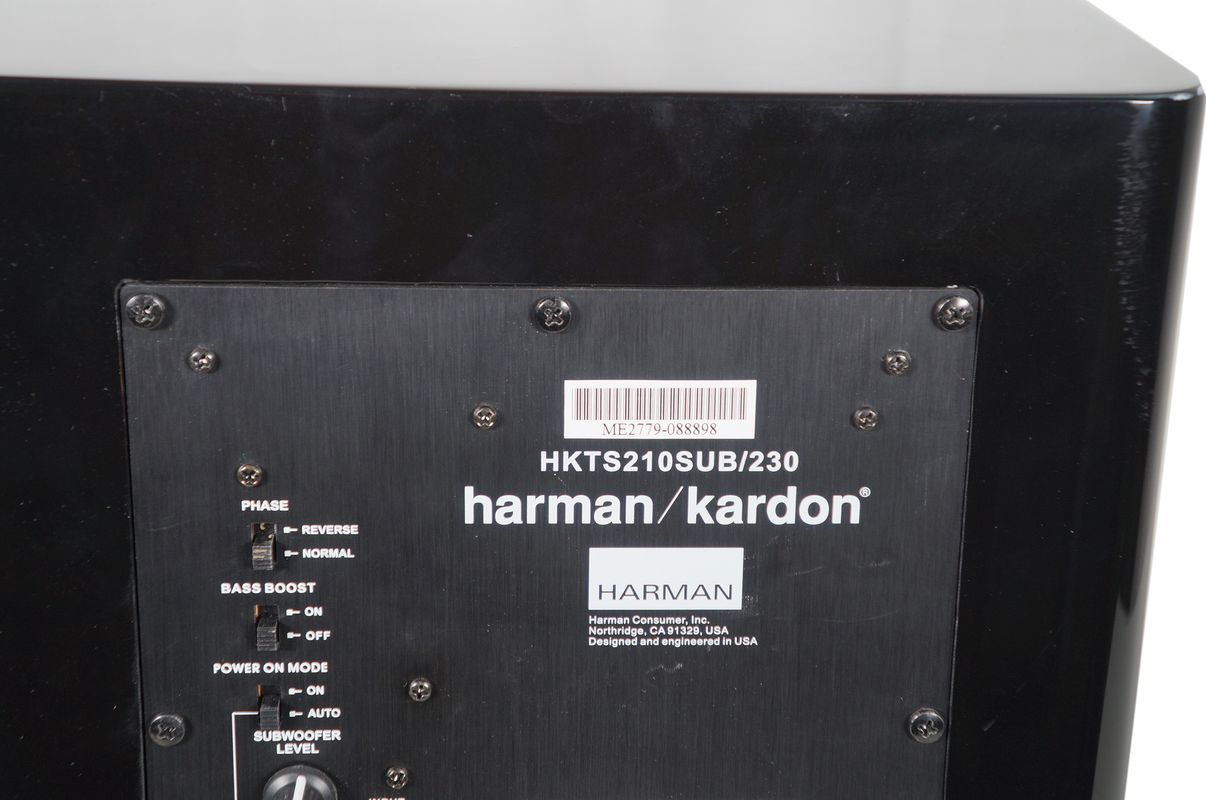 ME2779-088898
HKTS210SUB/230
harman/kardon®
HARMAN
Harman Consumer, Inc.
Northridge, CA 91329, USA
Designed and engineered in USA
PHASE
REVERSE
NORMAL
BASS BOOST
ON
OFF
POWER ON MODE
ON
AUTO
SUBWOOFER
LEVEL
INPUT